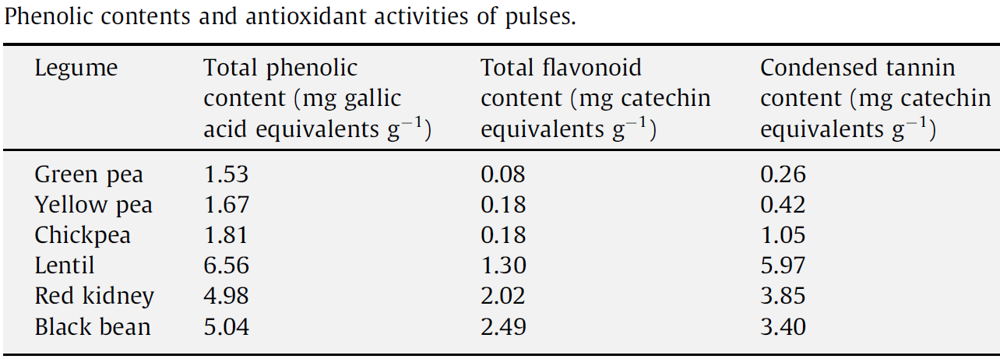 Phenolic contents and antioxidant activities of pulses.
Legume Total phenolic Total flavonoid Condensed tannin
content (mg gallic content (mg catechin content (mg catechin
acid equivalents g⁻¹) equivalents g⁻¹) equivalents g⁻¹)
Green pea 1.53 0.08 0.26
Yellow pea 1.67 0.18 0.42
Chickpea 1.81 0.18 1.05
Lentil 6.56 1.30 5.97
Red kidney 4.98 2.02 3.85
Black bean 5.04 2.49 3.40